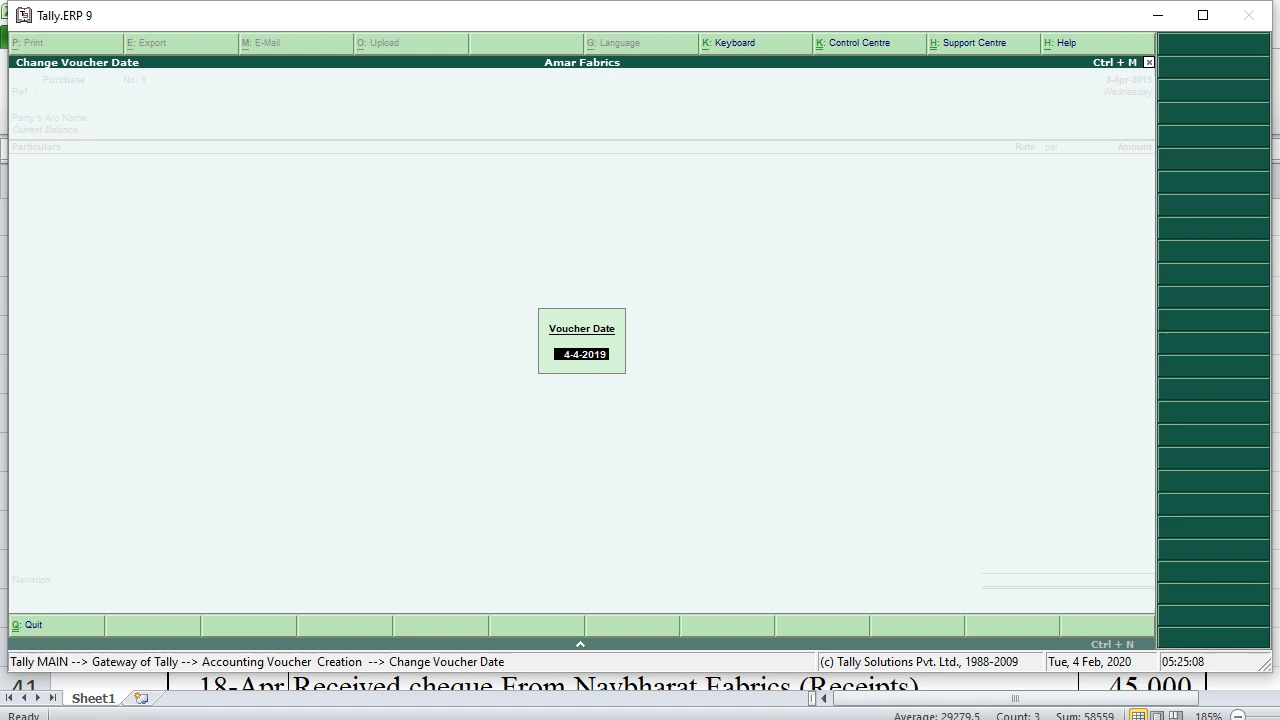 Tally.ERP 9
P: Print E: Export M: E-Mail O: Upload G: Language K: Keyboard K: Control Centre H: Support Centre H: Help
Change Voucher Date Amar Fabrics Ctrl + M
Purchase No. 1 3-Apr-2019
Ref. : Wednesday
Party's A/c Name :
Current Balance :
Particulars Rate per Amount
Voucher Date
4-4-2019
Narration:
Q: Quit
Ctrl + N
Tally MAIN --> Gateway of Tally --> Accounting Voucher Creation --> Change Voucher Date (c) Tally Solutions Pvt. Ltd., 1988-2009 Tue, 4 Feb, 2020 05:25:08
41 18-Apr Received cheque From Navbharat Fabrics (Receipts) 45,000
Sheet1
Ready Average: 29279.5 Count: 3 Sum: 58559 185%